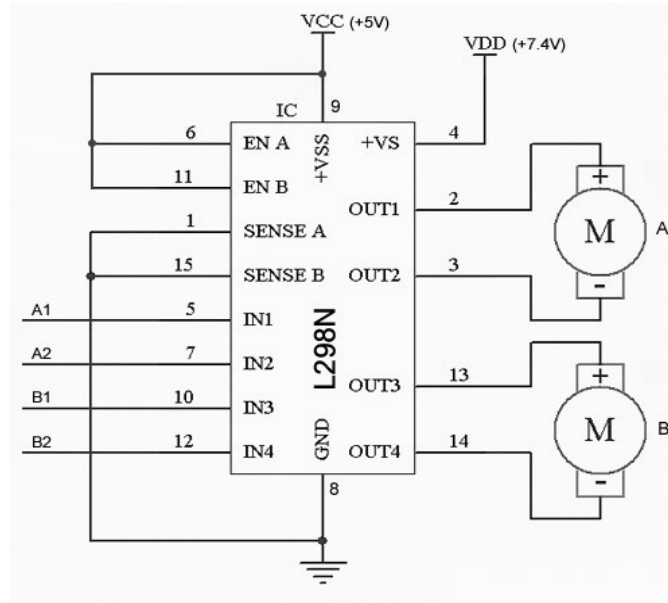 VCC (+5V)
VDD (+7.4V)
IC 9
6 EN A +VSS +VS 4
11 EN B
OUT1 2 +
1 SENSE A M A
15 SENSE B OUT2 3 -
A1 5 IN1
L298N
A2 7 IN2 +
B1 10 IN3 OUT3 13
M B
B2 12 IN4 GND OUT4 14 -
8